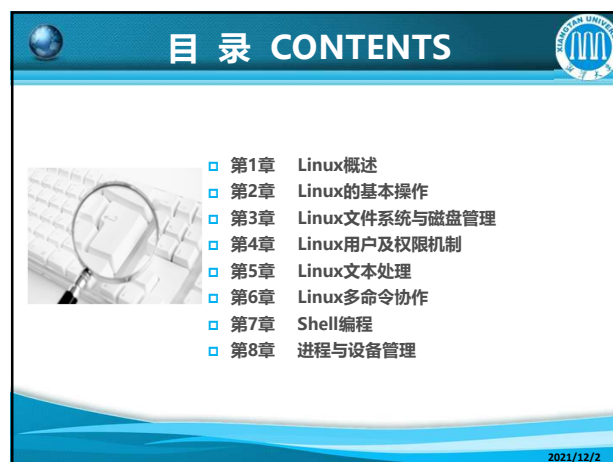 目 录 CONTENTS
XIANGTAN UNIVER
第1章 Linux概述
第2章 Linux的基本操作
第3章 Linux文件系统与磁盘管理
第4章 Linux用户及权限机制
第5章 Linux文本处理
第6章 Linux多命令协作
第7章 Shell编程
第8章 进程与设备管理
2021/12/2